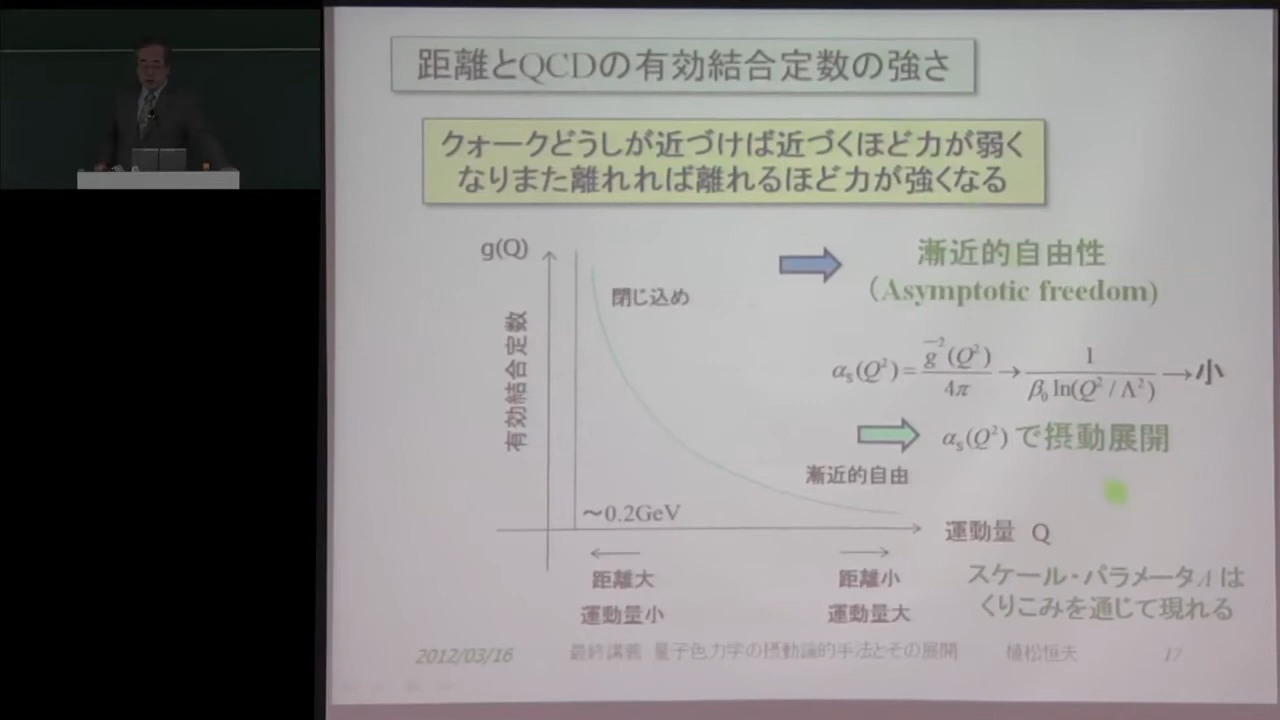 距離とQCDの有効結合定数の強さ
クォークどうしが近づけば近づくほど力が弱く
なりまた離れれば離れるほど力が強くなる
g(Q)
有効結合定数
閉じ込め
漸近的自由性
(Asymptotic freedom)
αs(Q²) = g̅²(Q²) / 4π → 1 / β₀ ln(Q² / Λ²) → 小
αs(Q²) で摂動展開
漸近的自由
～0.2GeV
運動量 Q
距離大
運動量小
距離小
運動量大
スケール・パラメータΛは
くりこみを通じて現れる
2012/03/16
最終講義 量子色力学の摂動論的手法とその展開
植松恒夫
17